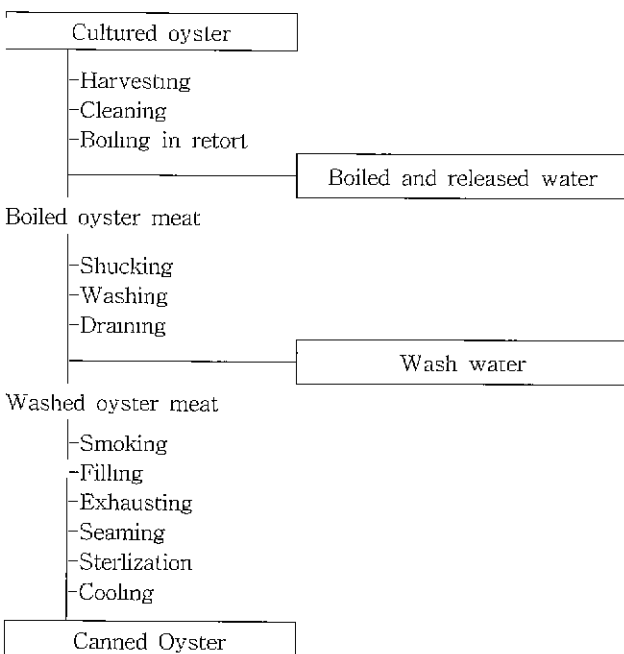 Cultured oyster
-Harvesting
-Cleaning
-Boiling in retort
Boiled and released water
Boiled oyster meat
-Shucking
-Washing
-Draining
Wash water
Washed oyster meat
-Smoking
-Filling
-Exhausting
-Seaming
-Sterlization
-Cooling
Canned Oyster